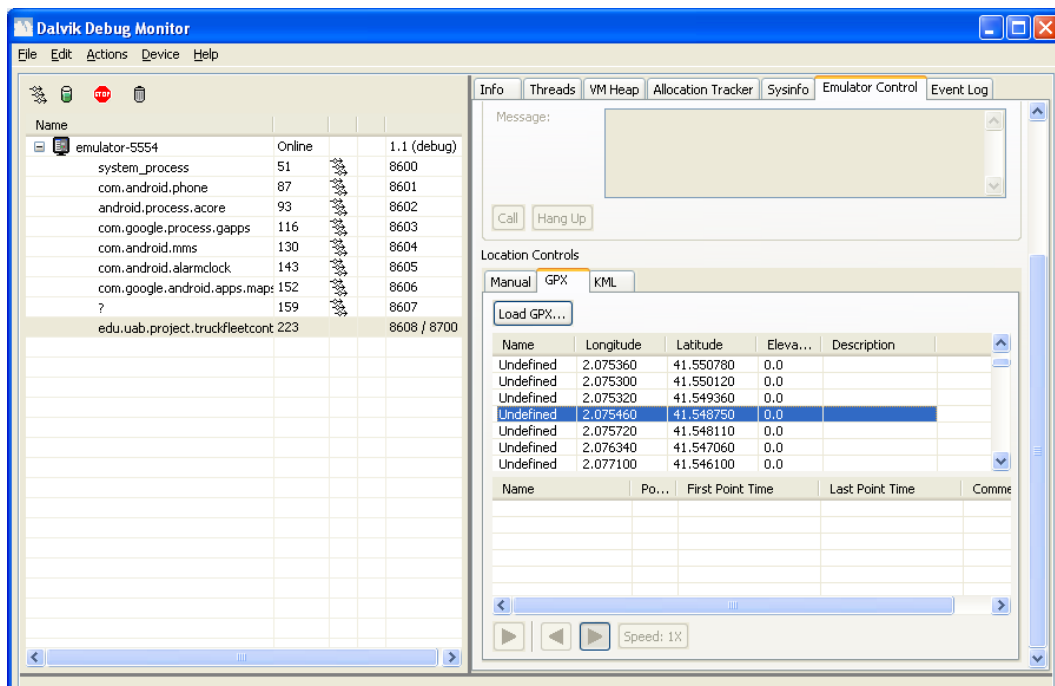 Dalvik Debug Monitor
File Edit Actions Device Help
STOP
Name
emulator-5554 Online 1.1 (debug)
system_process 51 8600
com.android.phone 87 8601
android.process.acore 93 8602
com.google.process.gapps 116 8603
com.android.mms 130 8604
com.android.alarmclock 143 8605
com.google.android.apps.maps 152 8606
? 159 8607
edu.uab.project.truckfleetcont 223 8608 / 8700
Info Threads VM Heap Allocation Tracker Sysinfo Emulator Control Event Log
Message:
Call Hang Up
Location Controls
Manual GPX KML
Load GPX...
Name Longitude Latitude Eleva... Description
Undefined 2.075360 41.550780 0.0
Undefined 2.075300 41.550120 0.0
Undefined 2.075320 41.549360 0.0
Undefined 2.075460 41.548750 0.0
Undefined 2.075720 41.548110 0.0
Undefined 2.076340 41.547060 0.0
Undefined 2.077100 41.546100 0.0
Name Po... First Point Time Last Point Time Comme
Speed: 1X